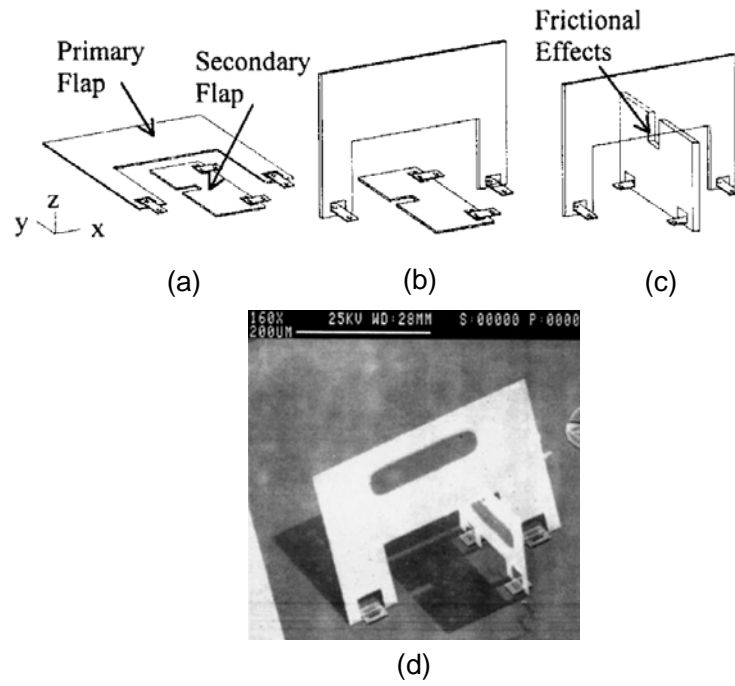 Primary
Flap
Secondary
Flap
Frictional
Effects
z
y
x
(a)
(b)
(c)
160X 25KV WD:28MM S:00000 P:0000
200UM
(d)